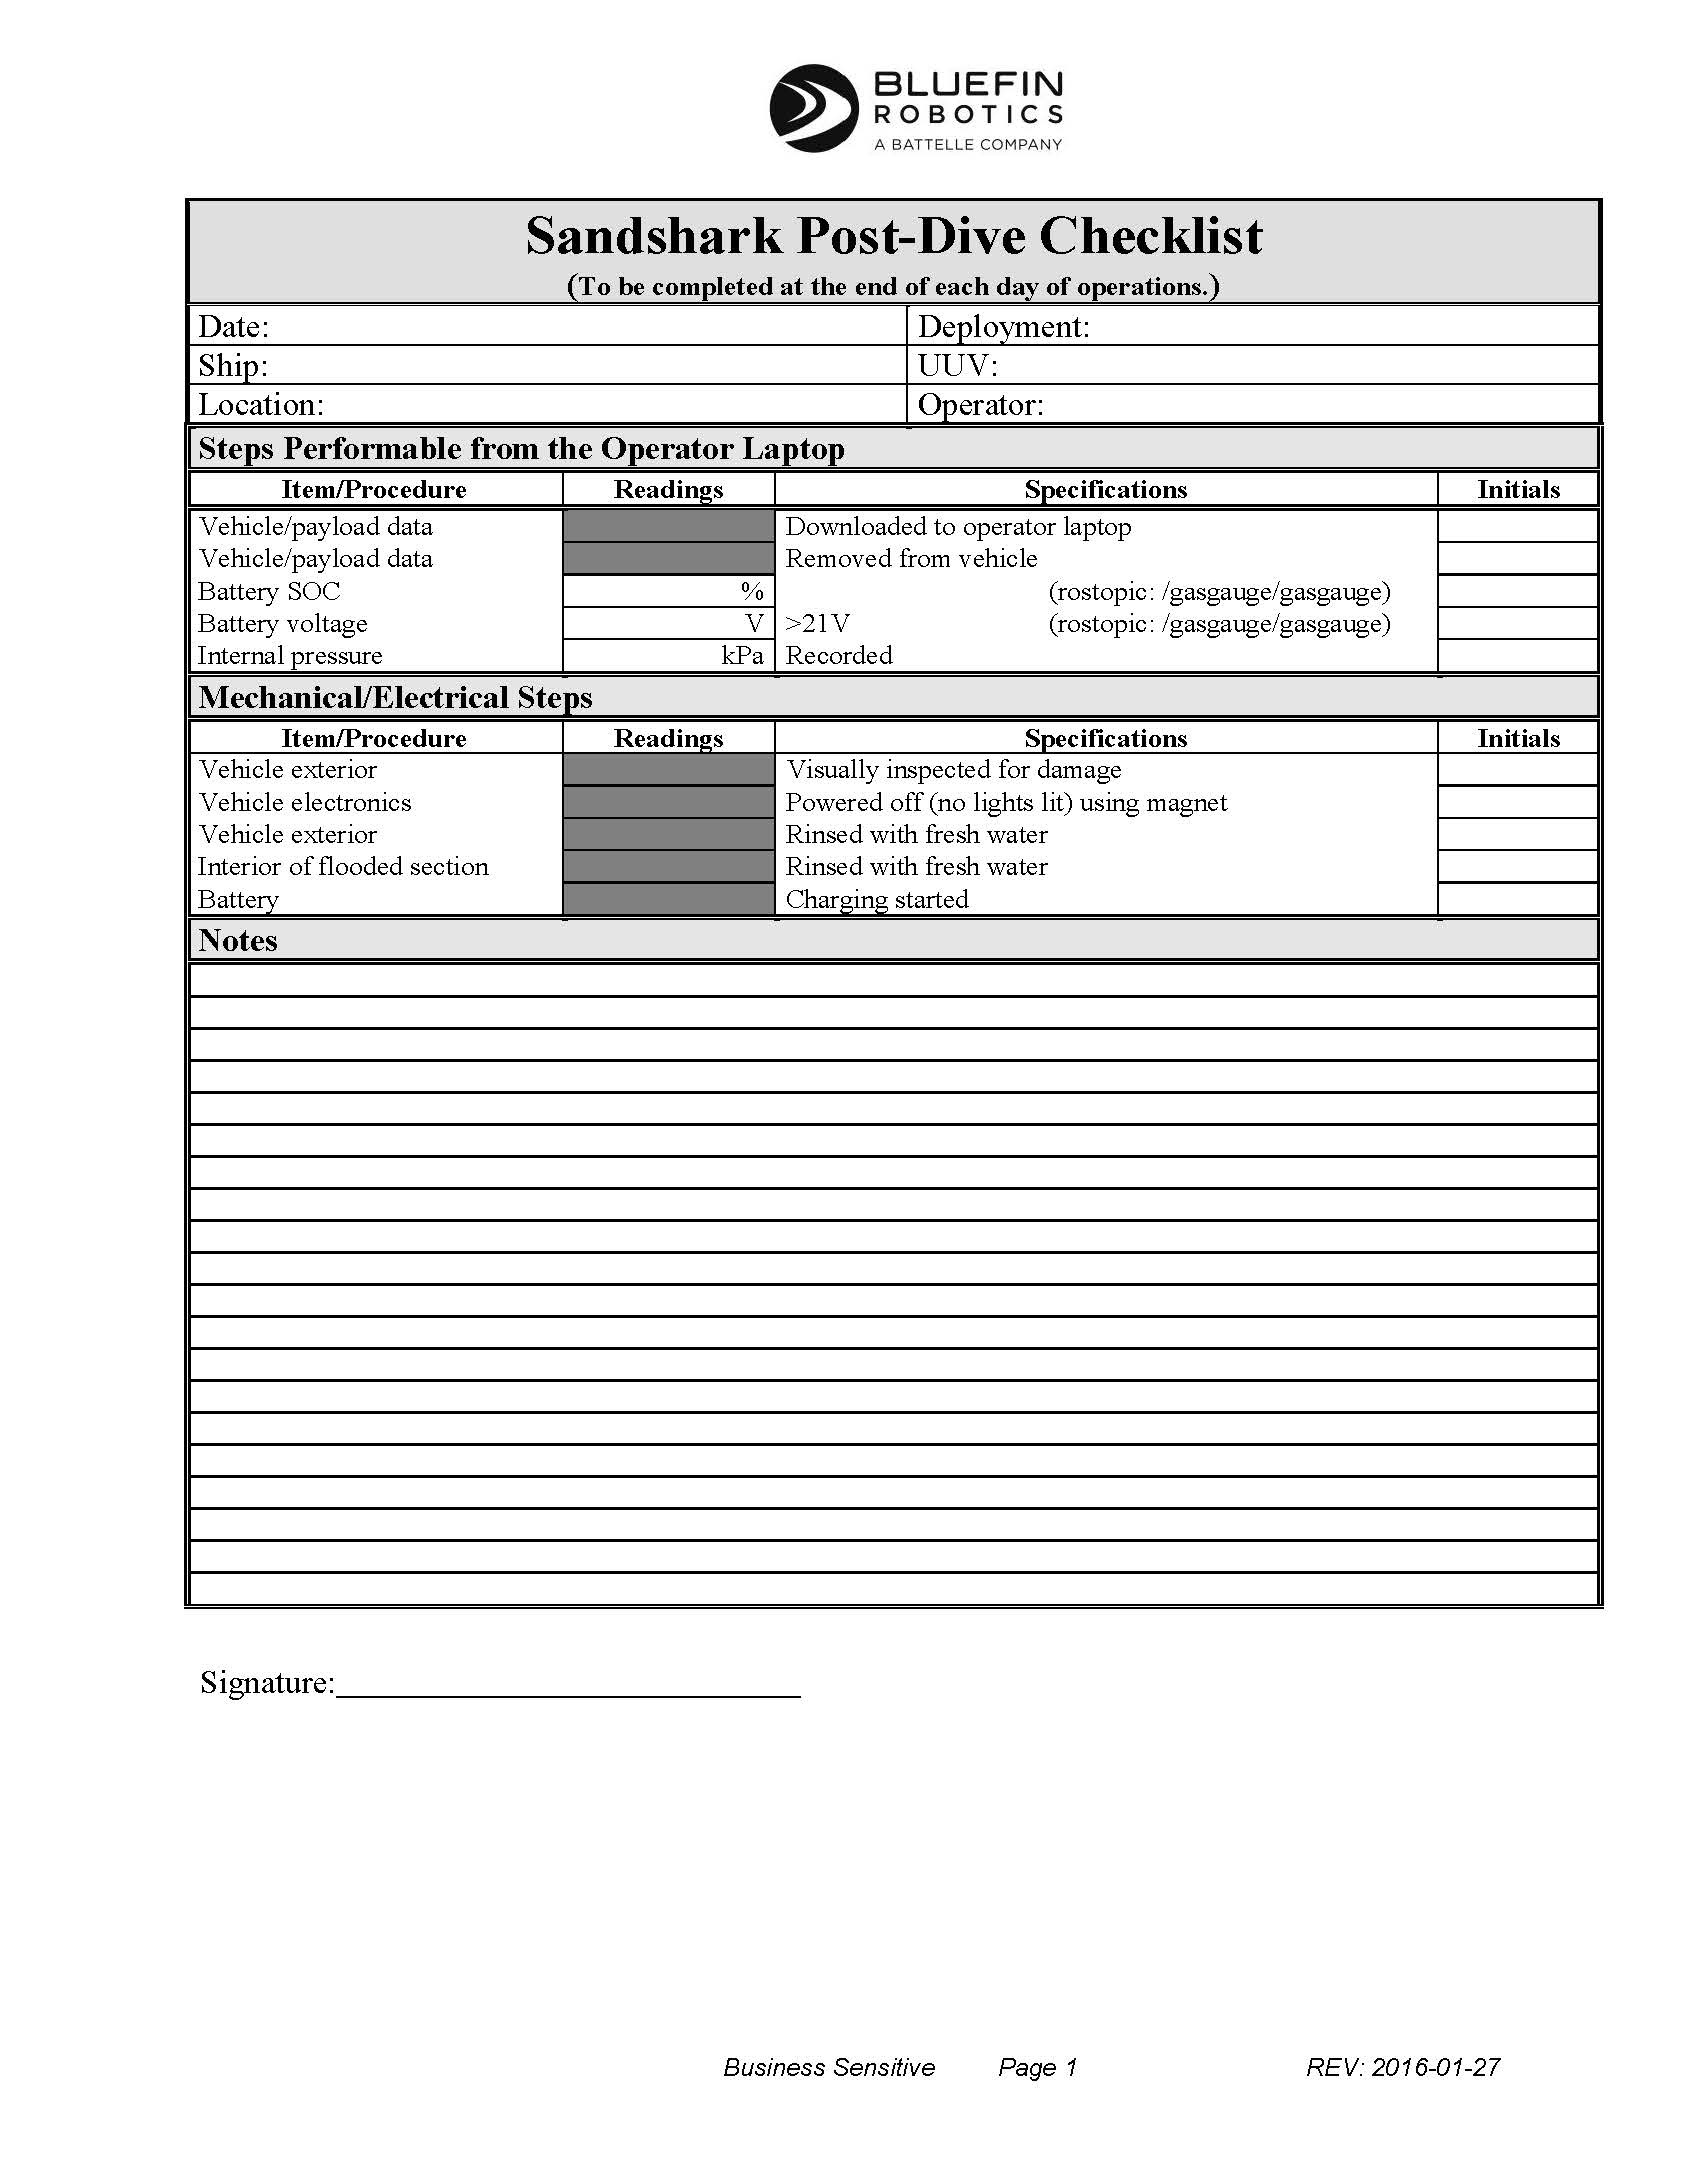 BLUEFIN
ROBOTICS
A BATTELLE COMPANY
Sandshark Post-Dive Checklist
(To be completed at the end of each day of operations.)
Date: Deployment:
Ship: UUV:
Location: Operator:
Steps Performable from the Operator Laptop
Item/Procedure Readings Specifications Initials
Vehicle/payload data Downloaded to operator laptop
Vehicle/payload data Removed from vehicle
Battery SOC % (rostopic: /gasgauge/gasgauge)
Battery voltage V >21V (rostopic: /gasgauge/gasgauge)
Internal pressure kPa Recorded
Mechanical/Electrical Steps
Item/Procedure Readings Specifications Initials
Vehicle exterior Visually inspected for damage
Vehicle electronics Powered off (no lights lit) using magnet
Vehicle exterior Rinsed with fresh water
Interior of flooded section Rinsed with fresh water
Battery Charging started
Notes
Signature:
Business Sensitive Page 1 REV: 2016-01-27